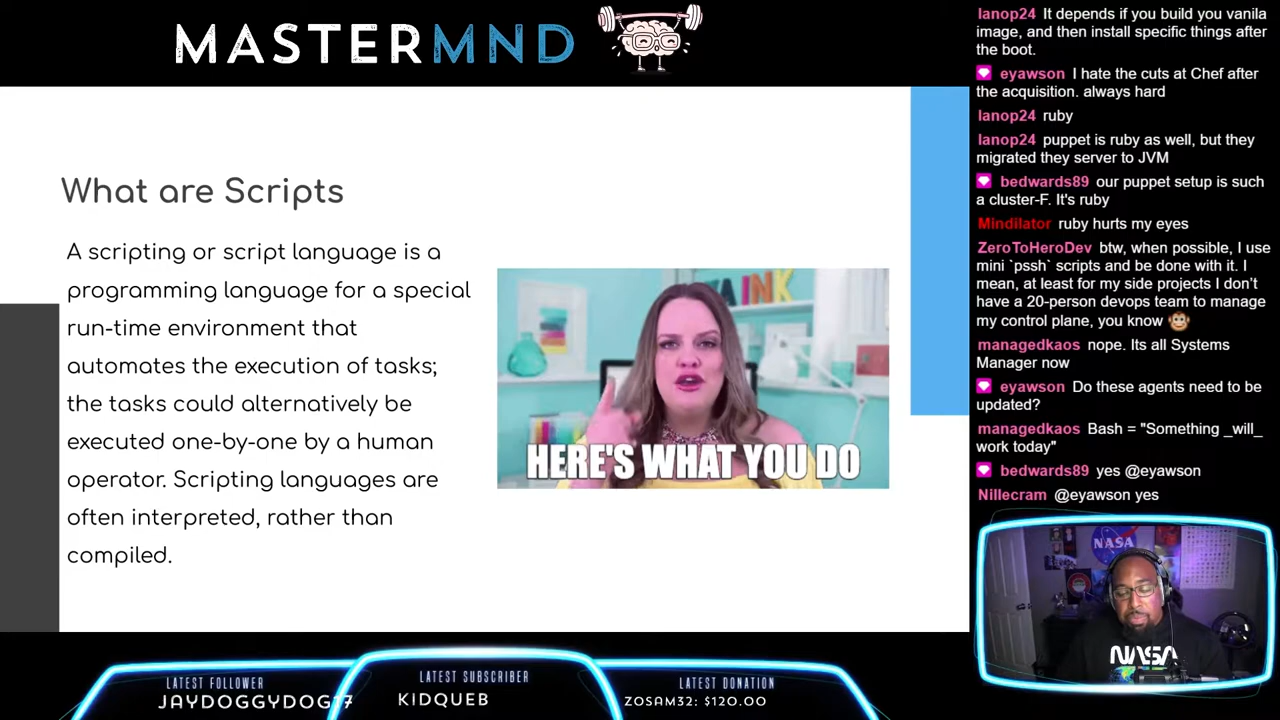 MASTERMND
What are Scripts
A scripting or script language is a
programming language for a special
run-time environment that
automates the execution of tasks;
the tasks could alternatively be
executed one-by-one by a human
operator. Scripting languages are
often interpreted, rather than
compiled.
HERE'S WHAT YOU DO
lanop24 It depends if you build you vanila
image, and then install specific things after
the boot.
eyawson I hate the cuts at Chef after
the acquisition. always hard
lanop24 ruby
lanop24 puppet is ruby as well, but they
migrated they server to JVM
bedwards89 our puppet setup is such
a cluster-F. It's ruby
Mindilator ruby hurts my eyes
ZeroToHeroDev btw, when possible, I use
mini `pssh` scripts and be done with it. I
mean, at least for my side projects I don't
have a 20-person devops team to manage
my control plane, you know
managedkaos nope. Its all Systems
Manager now
eyawson Do these agents need to be
updated?
managedkaos Bash = "Something _will_
work today"
bedwards89 yes @eyawson
Nillecram @eyawson yes
NASA
NASA
LATEST FOLLOWER
JAYDOGGYDOG17
LATEST SUBSCRIBER
KIDQUEB
LATEST DONATION
ZOSAM32: $120.00